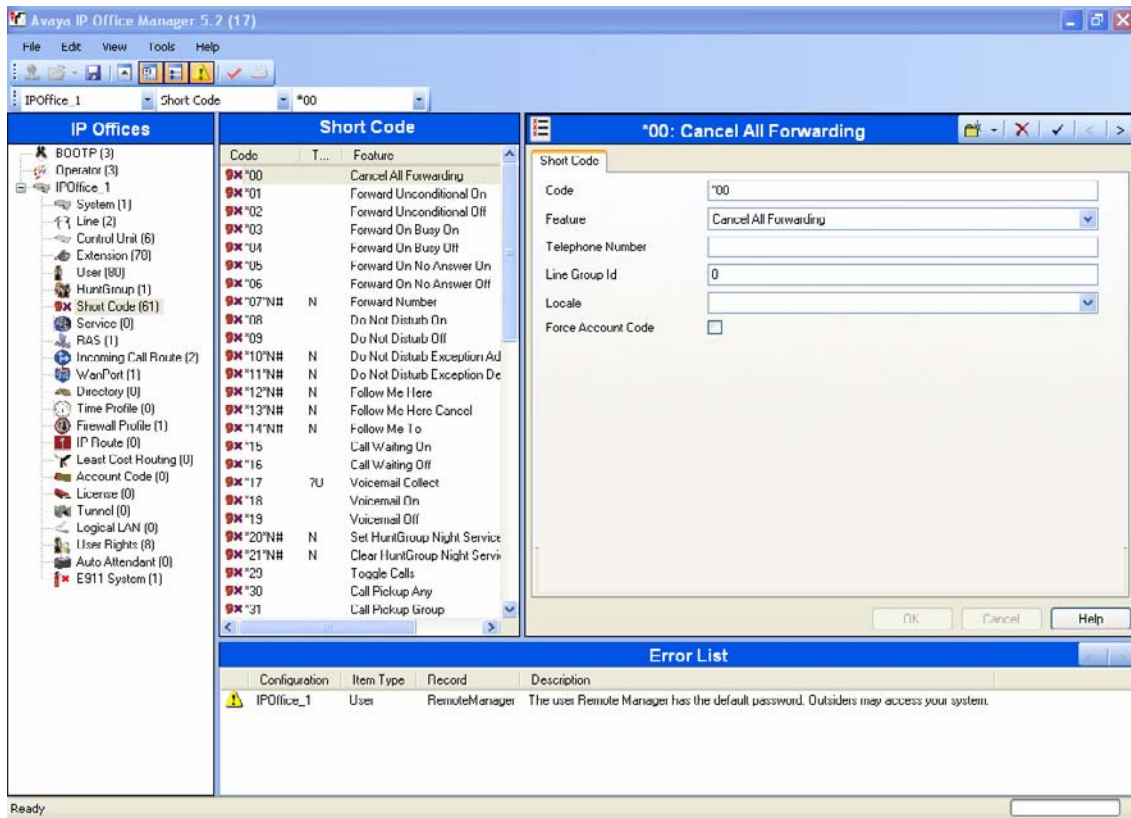 Avaya IP Office Manager 5.2 (17)
File Edit View Tools Help
IPOffice_1 Short Code *00
IP Offices
BOOTP (3)
Operator (3)
IPOffice_1
System (1)
Line (2)
Control Unit (6)
Extension (70)
User (80)
HuntGroup (1)
Short Code (61)
Service (0)
RAS (1)
Incoming Call Route (2)
WanPort (1)
Directory (0)
Time Profile (0)
Firewall Profile (1)
IP Route (0)
Least Cost Routing (0)
Account Code (0)
License (0)
Tunnel (0)
Logical LAN (0)
User Rights (8)
Auto Attendant (0)
E911 System (1)
Short Code
Code T... Feature
*00 Cancel All Forwarding
*01 Forward Unconditional On
*02 Forward Unconditional Off
*03 Forward On Busy On
*04 Forward On Busy Off
*05 Forward On No Answer On
*06 Forward On No Answer Off
*07*N# N Forward Number
*08 Do Not Disturb On
*09 Do Not Disturb Off
*10*N# N Do Not Disturb Exception Ad
*11*N# N Do Not Disturb Exception De
*12*N# N Follow Me Here
*13*N# N Follow Me Here Cancel
*14*N# N Follow Me To
*15 Call Waiting On
*16 Call Waiting Off
*17 ?U Voicemail Collect
*18 Voicemail On
*19 Voicemail Off
*20*N# N Set HuntGroup Night Service
*21*N# N Clear HuntGroup Night Servi
*29 Toggle Calls
*30 Call Pickup Any
*31 Call Pickup Group
*00: Cancel All Forwarding
Short Code
Code *00
Feature Cancel All Forwarding
Telephone Number
Line Group Id 0
Locale
Force Account Code
OK Cancel Help
Error List
Configuration Item Type Record Description
IPOffice_1 User RemoteManager The user Remote Manager has the default password. Outsiders may access your system.
Ready